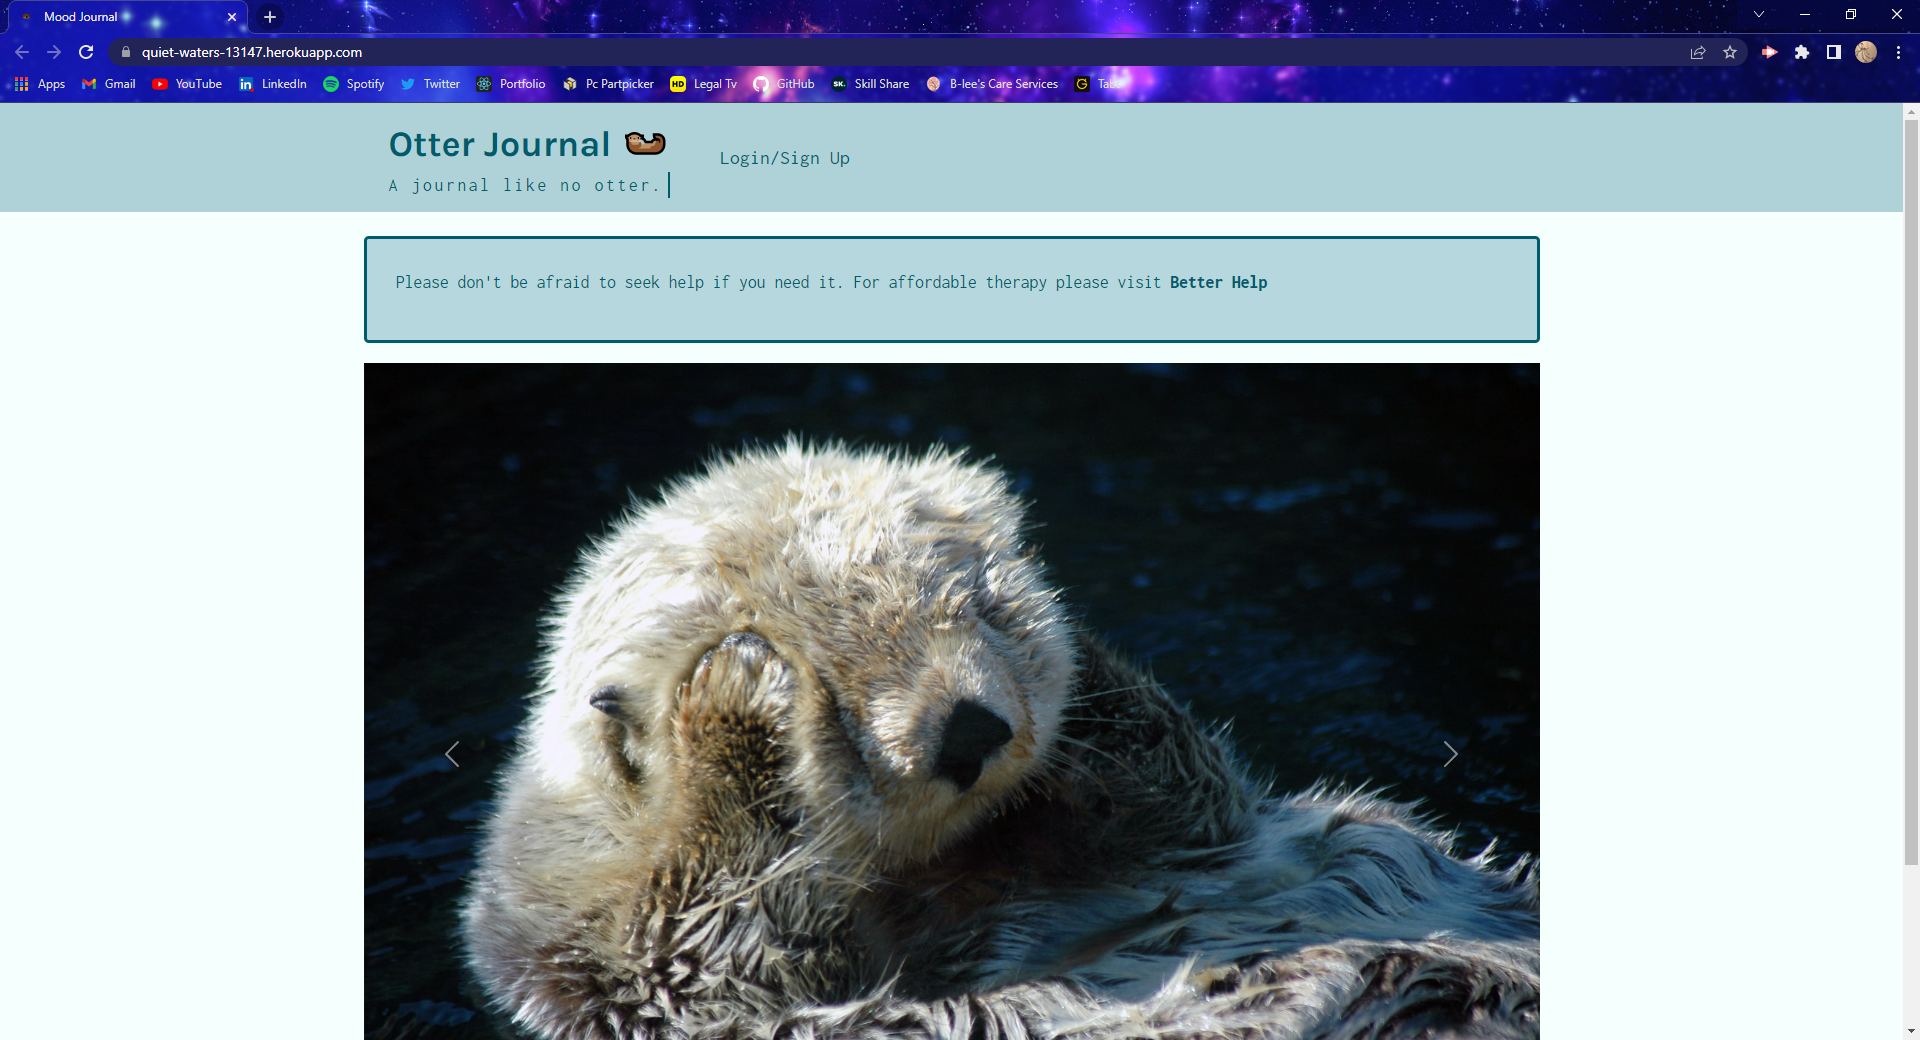 Mood Journal
quiet-waters-13147.herokuapp.com
Apps Gmail YouTube LinkedIn Spotify Twitter Portfolio Pc Partpicker HD Legal Tv GitHub SK. Skill Share B-lee's Care Services G
Otter Journal
Login/Sign Up
A journal like no otter.
Please don't be afraid to seek help if you need it. For affordable therapy please visit Better Help